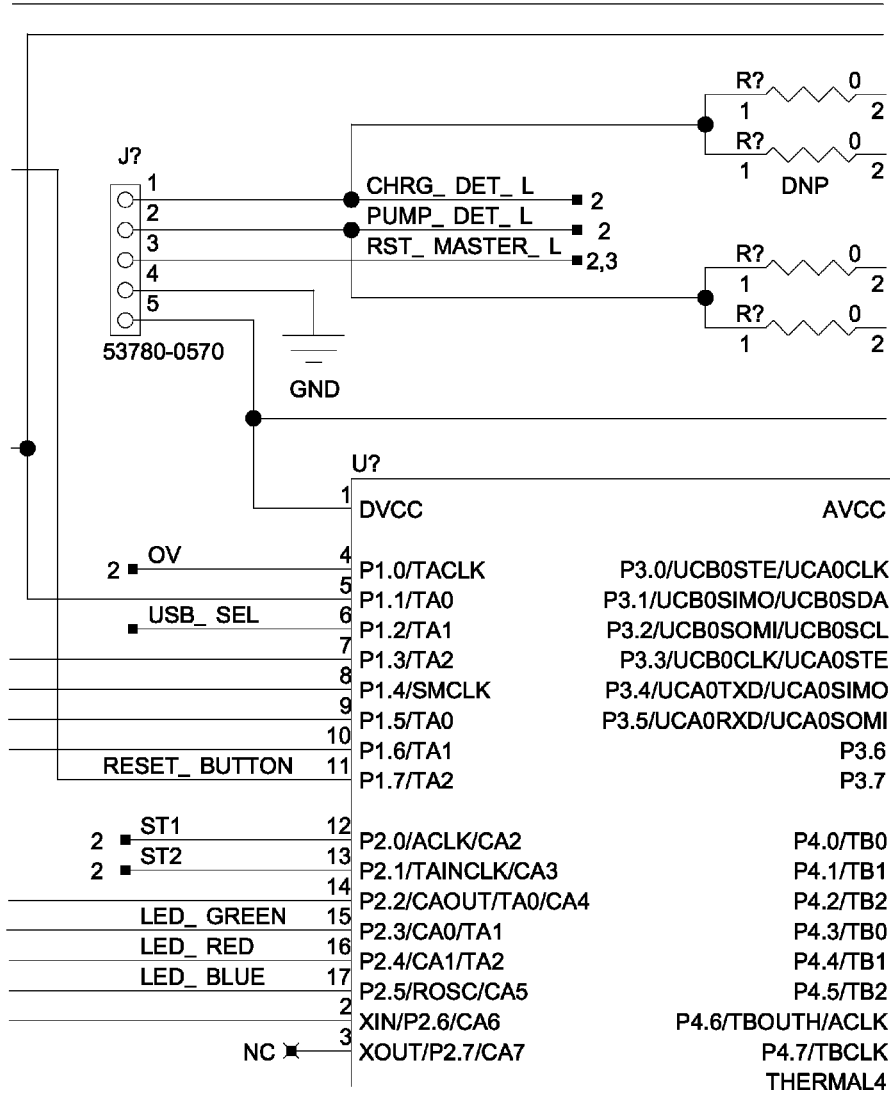 R? 0
1 2
R? 0
1 DNP 2
J?
1
2
3
4
5
53780-0570
CHRG_ DET_ L 2
PUMP_ DET_ L 2
RST_ MASTER_ L 2,3
R? 0
1 2
R? 0
1 2
GND
U?
1 DVCC AVCC
2 OV 4 P1.0/TACLK P3.0/UCB0STE/UCA0CLK
5 P1.1/TA0 P3.1/UCB0SIMO/UCB0SDA
USB_ SEL 6 P1.2/TA1 P3.2/UCB0SOMI/UCB0SCL
7 P1.3/TA2 P3.3/UCB0CLK/UCA0STE
8 P1.4/SMCLK P3.4/UCA0TXD/UCA0SIMO
9 P1.5/TA0 P3.5/UCA0RXD/UCA0SOMI
10 P1.6/TA1 P3.6
RESET_ BUTTON 11 P1.7/TA2 P3.7
2 ST1 12 P2.0/ACLK/CA2 P4.0/TB0
2 ST2 13 P2.1/TAINCLK/CA3 P4.1/TB1
14 P2.2/CAOUT/TA0/CA4 P4.2/TB2
LED_ GREEN 15 P2.3/CA0/TA1 P4.3/TB0
LED_ RED 16 P2.4/CA1/TA2 P4.4/TB1
LED_ BLUE 17 P2.5/ROSC/CA5 P4.5/TB2
2 XIN/P2.6/CA6 P4.6/TBOUTH/ACLK
NC 3 XOUT/P2.7/CA7 P4.7/TBCLK
THERMAL4